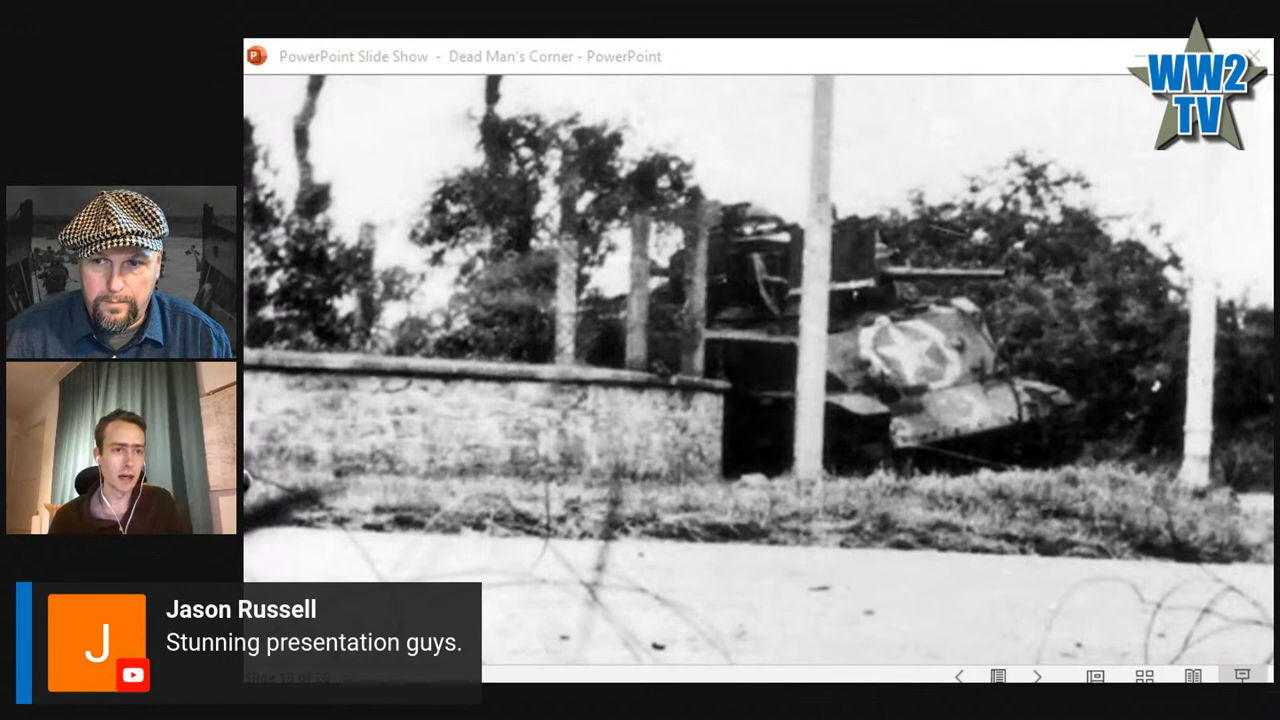 PowerPoint Slide Show - Dead Man's Corner - PowerPoint
WW2
TV
J
Jason Russell
Stunning presentation guys.